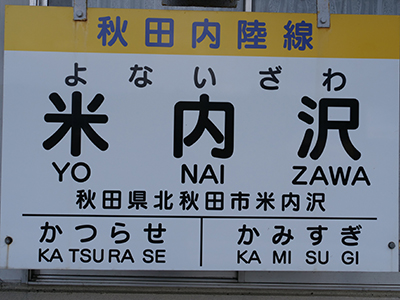 秋田内陸線
よないざわ
米内沢
YO NAI ZAWA
秋田県北秋田市米内沢
かつらせ かみすぎ
KA TSU RA SE KA MI SU GI